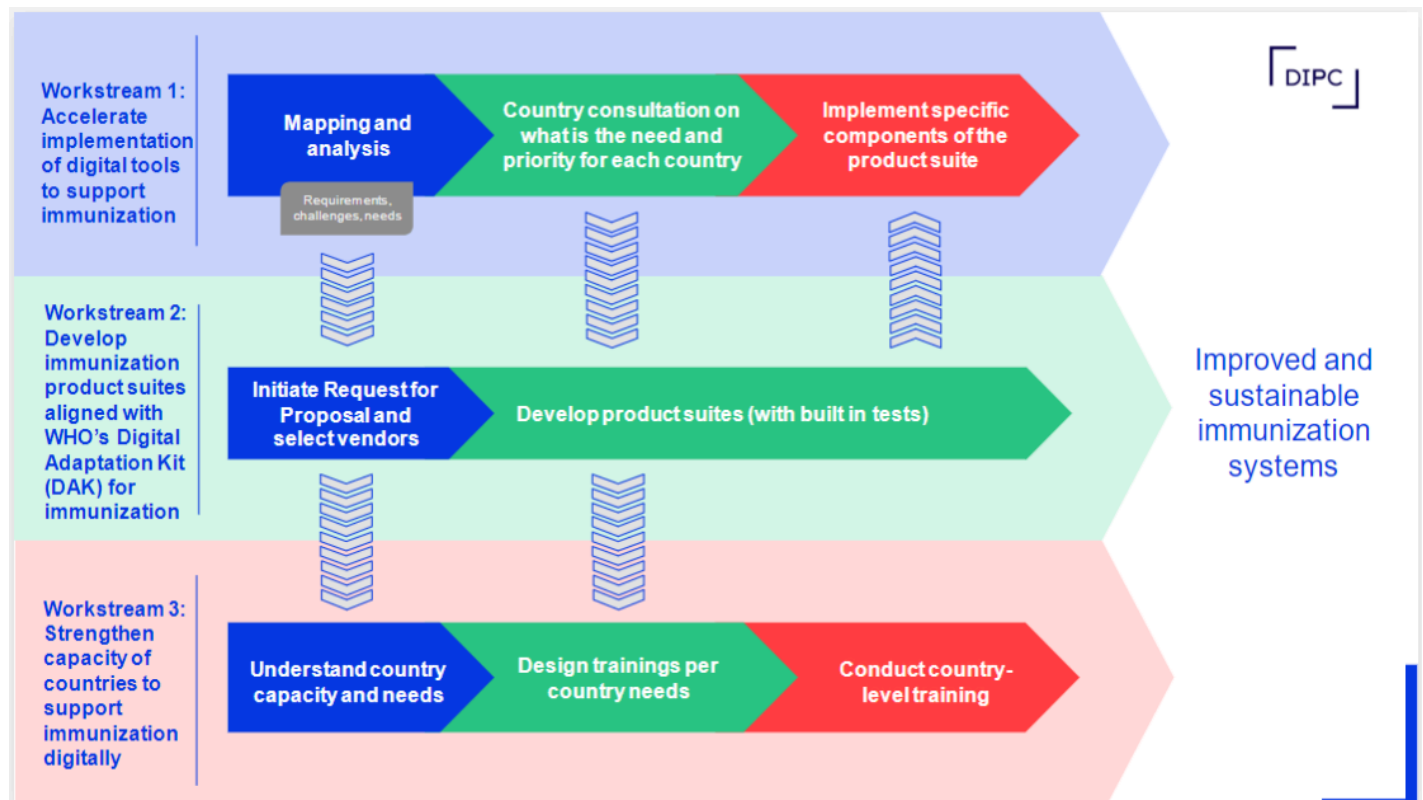 DIPC
Workstream 1:
Accelerate
implementation
of digital tools
to support
immunization
Mapping and
analysis
Requirements,
challenges, needs
Country consultation on
what is the need and
priority for each country
Implement specific
components of the
product suite
Workstream 2:
Develop
immunization
product suites
aligned with
WHO's Digital
Adaptation Kit
(DAK) for
immunization
Initiate Request for
Proposal and
select vendors
Develop product suites (with built in tests)
Workstream 3:
Strengthen
capacity of
countries to
support
immunization
digitally
Understand country
capacity and needs
Design trainings per
country needs
Conduct country-
level training
Improved and
sustainable
immunization
systems